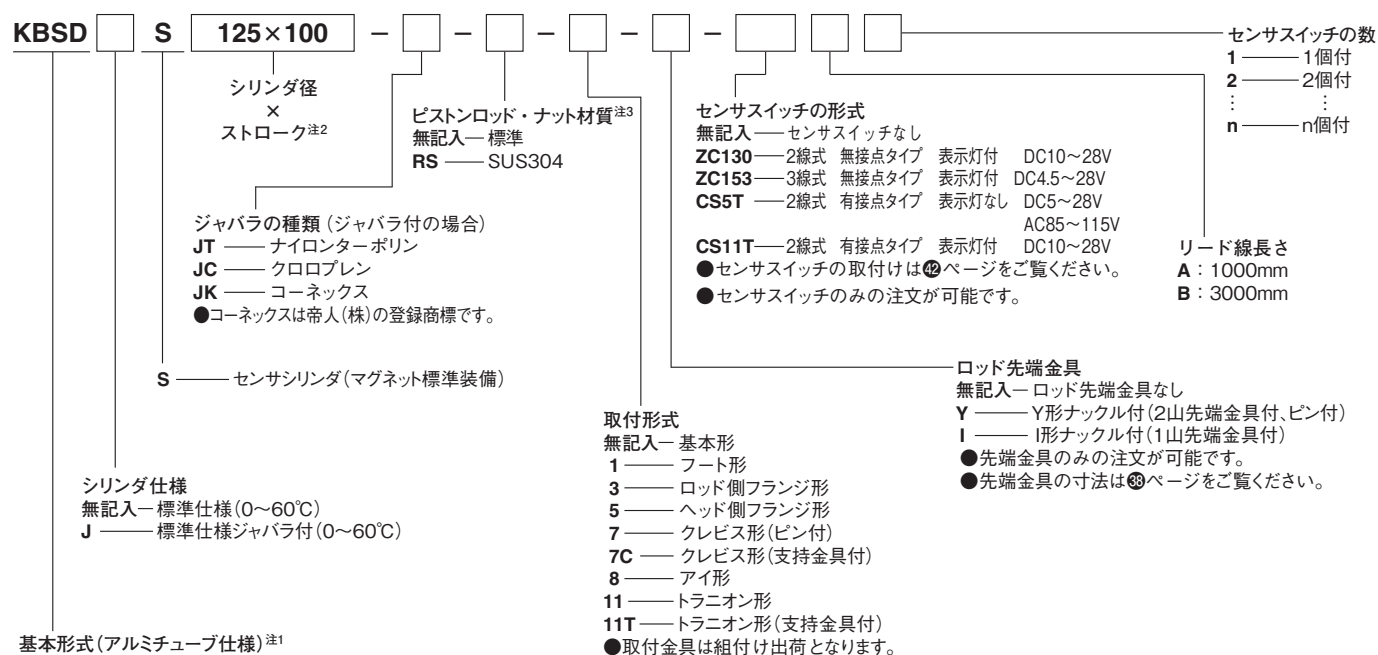 KBSD □ S 125×100 − □ − □ − □ − □ − □ □ □
センサスイッチの数
1 —— 1個付
2 —— 2個付
⋮ ⋮
n —— n個付
シリンダ径
×
ストローク注2
ピストンロッド・ナット材質注3
無記入— 標準
RS —— SUS304
センサスイッチの形式
無記入—— センサスイッチなし
ZC130——2線式 無接点タイプ 表示灯付 DC10〜28V
ZC153——3線式 無接点タイプ 表示灯付 DC4.5〜28V
CS5T ——2線式 有接点タイプ 表示灯なし DC5〜28V
AC85〜115V
CS11T——2線式 有接点タイプ 表示灯付 DC10〜28V
●センサスイッチの取付けは㊷ページをご覧ください。
●センサスイッチのみの注文が可能です。
リード線長さ
A:1000mm
B:3000mm
ジャバラの種類(ジャバラ付の場合)
JT —— ナイロンターポリン
JC —— クロロプレン
JK —— コーネックス
●コーネックスは帝人(株)の登録商標です。
S —— センサシリンダ(マグネット標準装備)
ロッド先端金具
無記入— ロッド先端金具なし
Y —— Y形ナックル付(2山先端金具付、ピン付)
I —— I形ナックル付(1山先端金具付)
●先端金具のみの注文が可能です。
●先端金具の寸法は㊳ページをご覧ください。
取付形式
無記入— 基本形
1 —— フート形
3 —— ロッド側フランジ形
5 —— ヘッド側フランジ形
7 —— クレビス形(ピン付)
7C —— クレビス形(支持金具付)
8 —— アイ形
11 —— トラニオン形
11T —— トラニオン形(支持金具付)
●取付金具は組付け出荷となります。
シリンダ仕様
無記入— 標準仕様(0〜60℃)
J —— 標準仕様ジャバラ付(0〜60℃)
基本形式(アルミチューブ仕様)注1